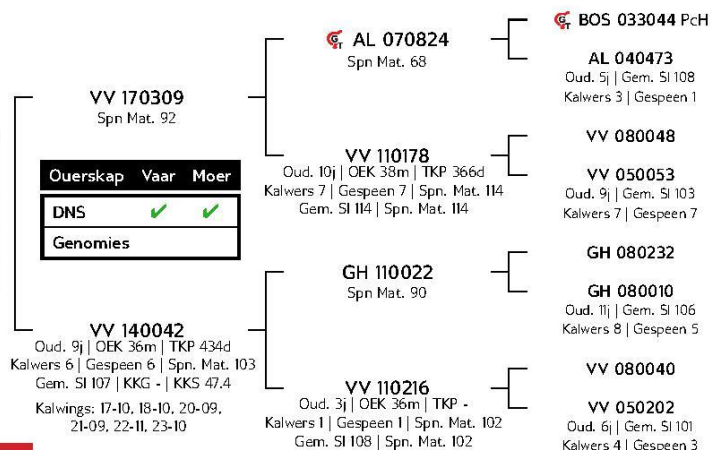 VV 170309
Spn Mat. 92
Ouerskap Vaar Moer
DNS ✔ ✔
Genomies
VV 140042
Oud. 9j | OEK 36m | TKP 434d
Kalwers 6 | Gespeen 6 | Spn. Mat. 103
Gem. SI 107 | KKG - | KKS 47.4
Kalwings: 17-10, 18-10, 20-09,
21-09, 22-11, 23-10
GT AL 070824
Spn Mat. 68
VV 110178
Oud. 10j | OEK 38m | TKP 366d
Kalwers 7 | Gespeen 7 | Spn. Mat. 114
Gem. SI 114 | Spn. Mat. 114
GH 110022
Spn Mat. 90
VV 110216
Oud. 3j | OEK 36m | TKP -
Kalwers 1 | Gespeen 1 | Spn. Mat. 102
Gem. SI 108 | Spn. Mat. 102
GT BOS 033044 PcH
AL 040473
Oud. 5j | Gem. SI 108
Kalwers 3 | Gespeen 1
VV 080048
VV 050053
Oud. 9j | Gem. SI 103
Kalwers 7 | Gespeen 7
GH 080232
GH 080010
Oud. 11j | Gem. SI 106
Kalwers 8 | Gespeen 5
VV 080040
VV 050202
Oud. 6j | Gem. SI 101
Kalwers 4 | Gespeen 3